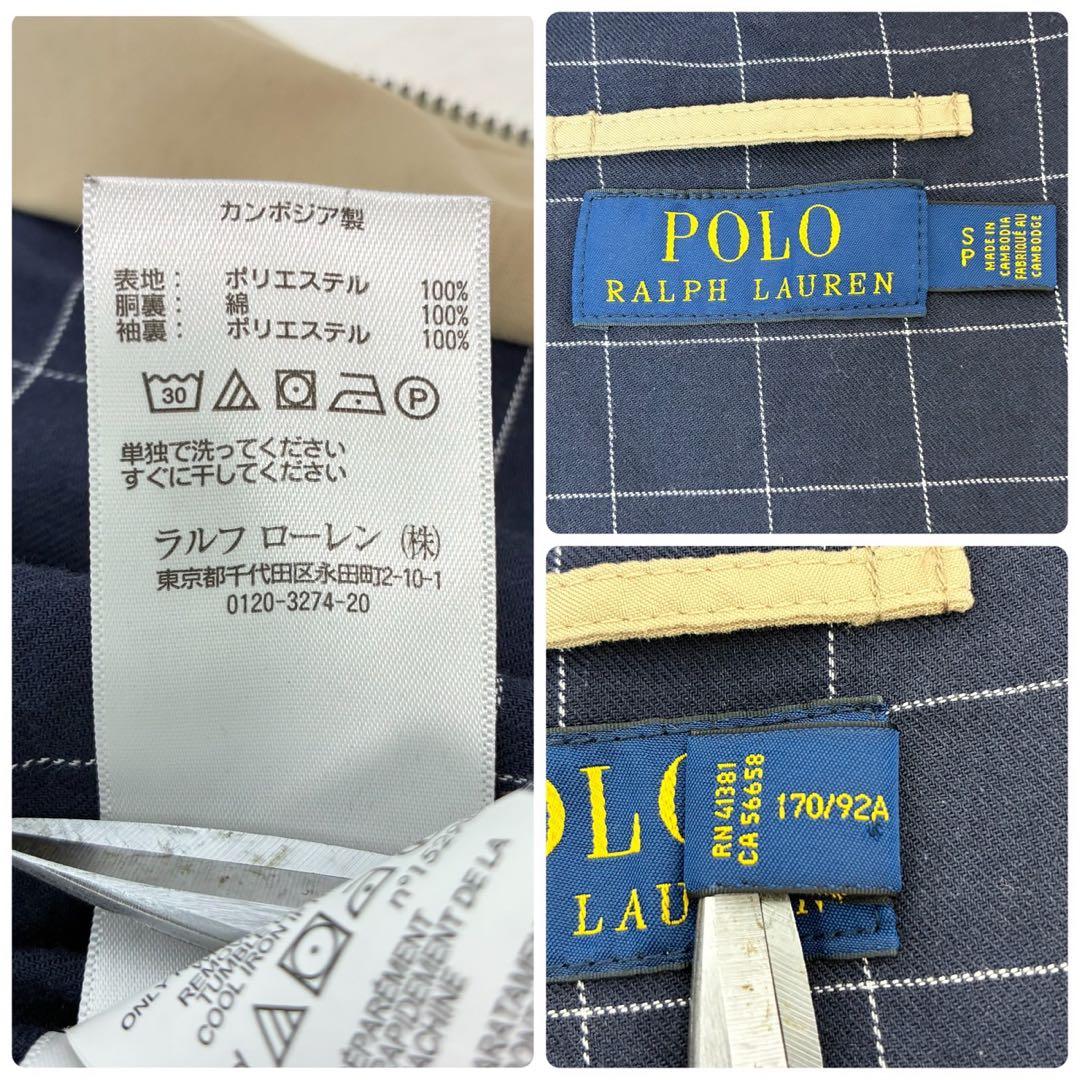 カンボジア製
表地： ポリエステル 100%
胴裏： 綿 100%
袖裏： ポリエステル 100%
30 P
単独で洗ってください
すぐに干してください
ラルフ ローレン（株）
東京都千代田区永田町2-10-1
0120-3274-20
ONLY
TUMBLE
COOL IRON
MACHINE
POLO
RALPH LAUREN
S
P
MADE IN
CAMBODIA
FABRIQUÉ AU
CAMBODGE
OLO
LAU
RN 41381
CA 56658
170/92A